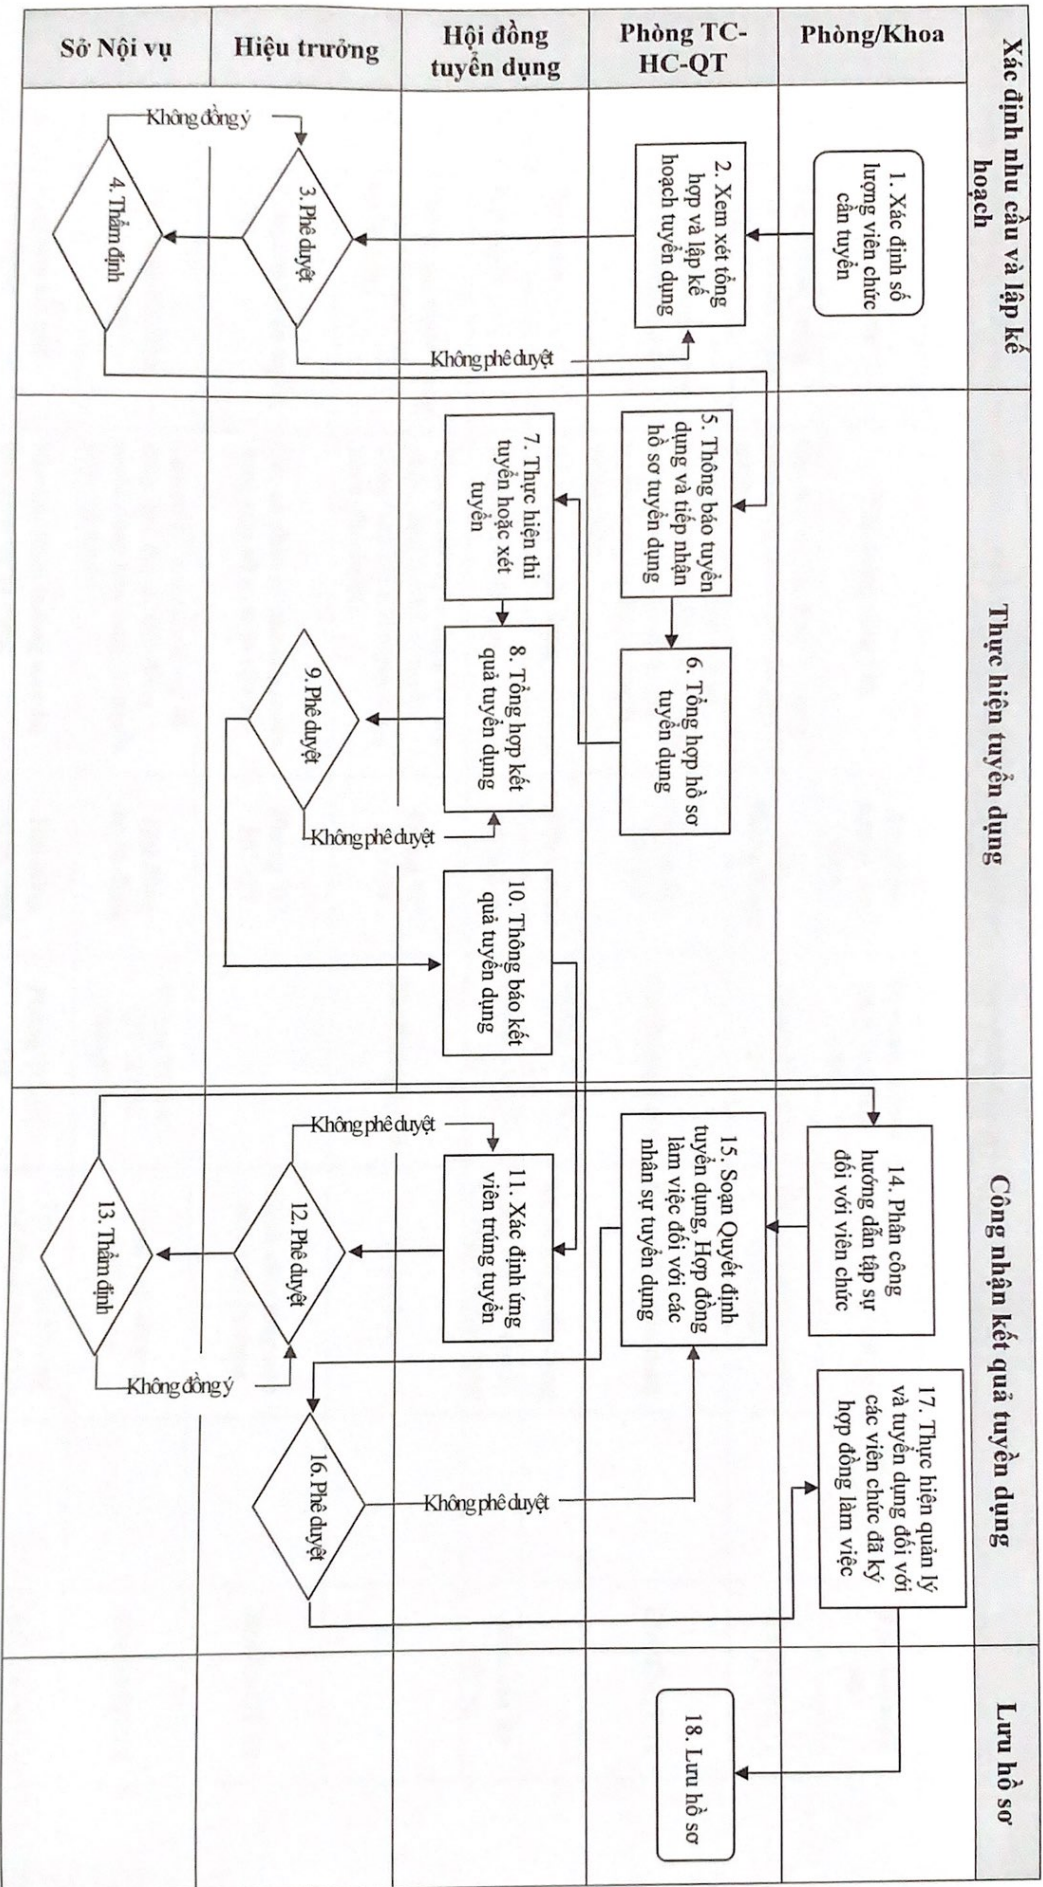 Xác định nhu cầu và lập kế
hoạch
Thực hiện tuyển dụng
Công nhận kết quả tuyển dụng
Lưu hồ sơ
Phòng/Khoa
Phòng TC-
HC-QT
Hội đồng
tuyển dụng
Hiệu trưởng
Sở Nội vụ
1. Xác định số
lượng viên chức
cần tuyển
2. Xem xét tổng
hợp và lập kế
hoạch tuyển dụng
3. Phê duyệt
Không phê duyệt
4. Thẩm định
Không đồng ý
5. Thông báo tuyển
dụng và tiếp nhận
hồ sơ tuyển dụng
6. Tổng hợp hồ sơ
tuyển dụng
7. Thực hiện thi
tuyển hoặc xét
tuyển
8. Tổng hợp kết
quả tuyển dụng
9. Phê duyệt
Không phê duyệt
10. Thông báo kết
quả tuyển dụng
11. Xác định ứng
viên trúng tuyển
12. Phê duyệt
Không phê duyệt
13. Thẩm định
Không đồng ý
14. Phân công
hướng dẫn tập sự
đối với viên chức
15. Soạn Quyết định
tuyển dụng, Hợp đồng
làm việc đối với các
nhân sự tuyển dụng
16. Phê duyệt
Không phê duyệt
17. Thực hiện quản lý
và tuyển dụng đối với
các viên chức đã ký
hợp đồng làm việc
18. Lưu hồ sơ